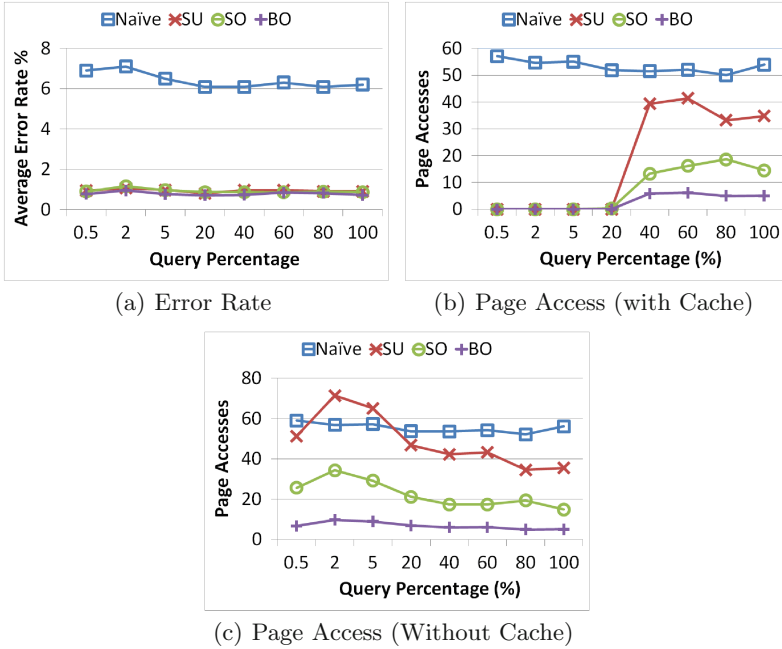 Naïve SU SO BO
Average Error Rate %
8
6
4
2
0
0.5 2 5 20 40 60 80 100
Query Percentage
(a) Error Rate
Naïve SU SO BO
Page Accesses
60
50
40
30
20
10
0
0.5 2 5 20 40 60 80 100
Query Percentage (%)
(b) Page Access (with Cache)
Naïve SU SO BO
Page Accesses
80
60
40
20
0
0.5 2 5 20 40 60 80 100
Query Percentage (%)
(c) Page Access (Without Cache)